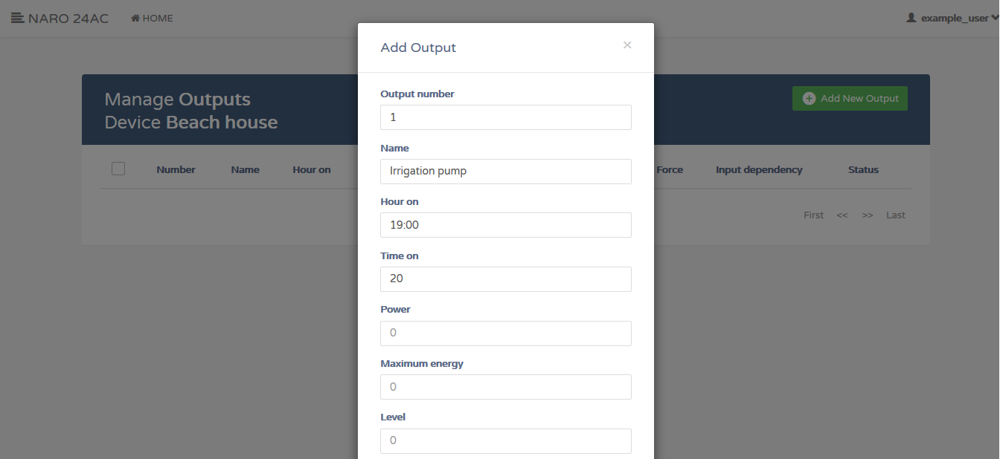 NARO 24AC HOME example_user
Add Output ×
Manage Outputs
Device Beach house
Add New Output
Number Name Hour on Force Input dependency Status
First << >> Last
Output number
1
Name
Irrigation pump
Hour on
19:00
Time on
20
Power
0
Maximum energy
0
Level
0